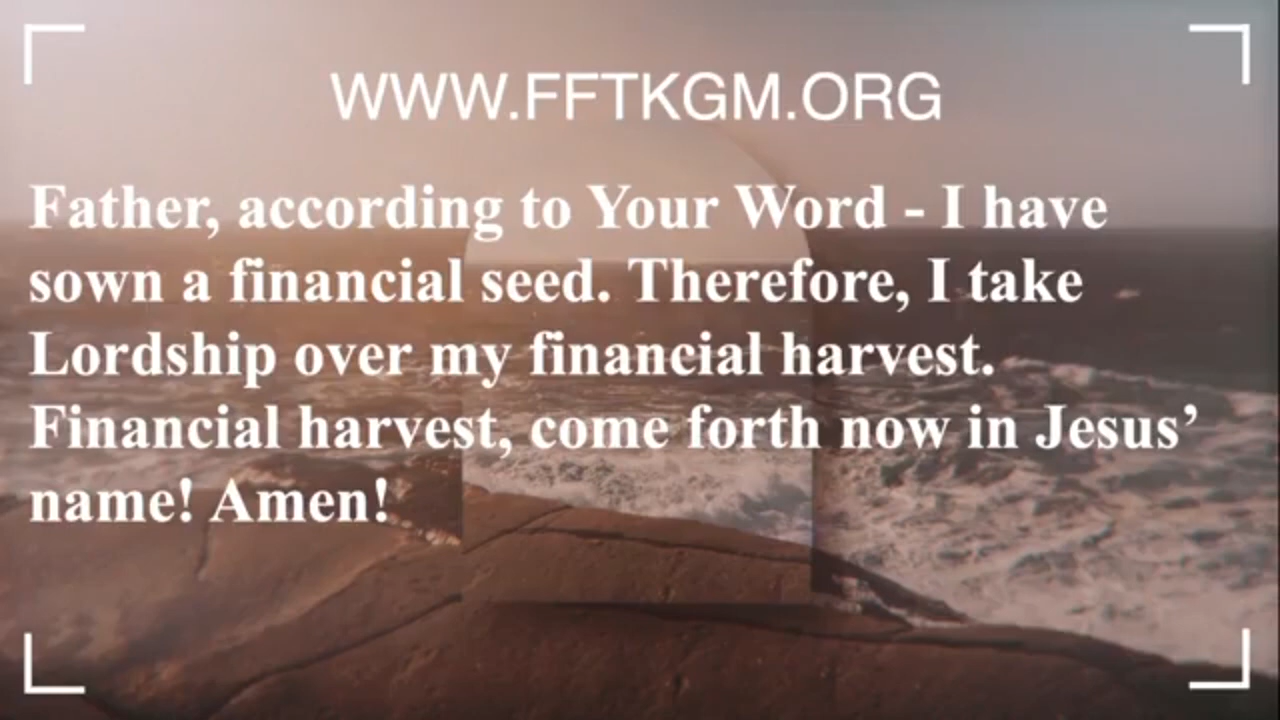 WWW.FFTKGM.ORG
Father, according to Your Word - I have
sown a financial seed. Therefore, I take
Lordship over my financial harvest.
Financial harvest, come forth now in Jesus’
name! Amen!